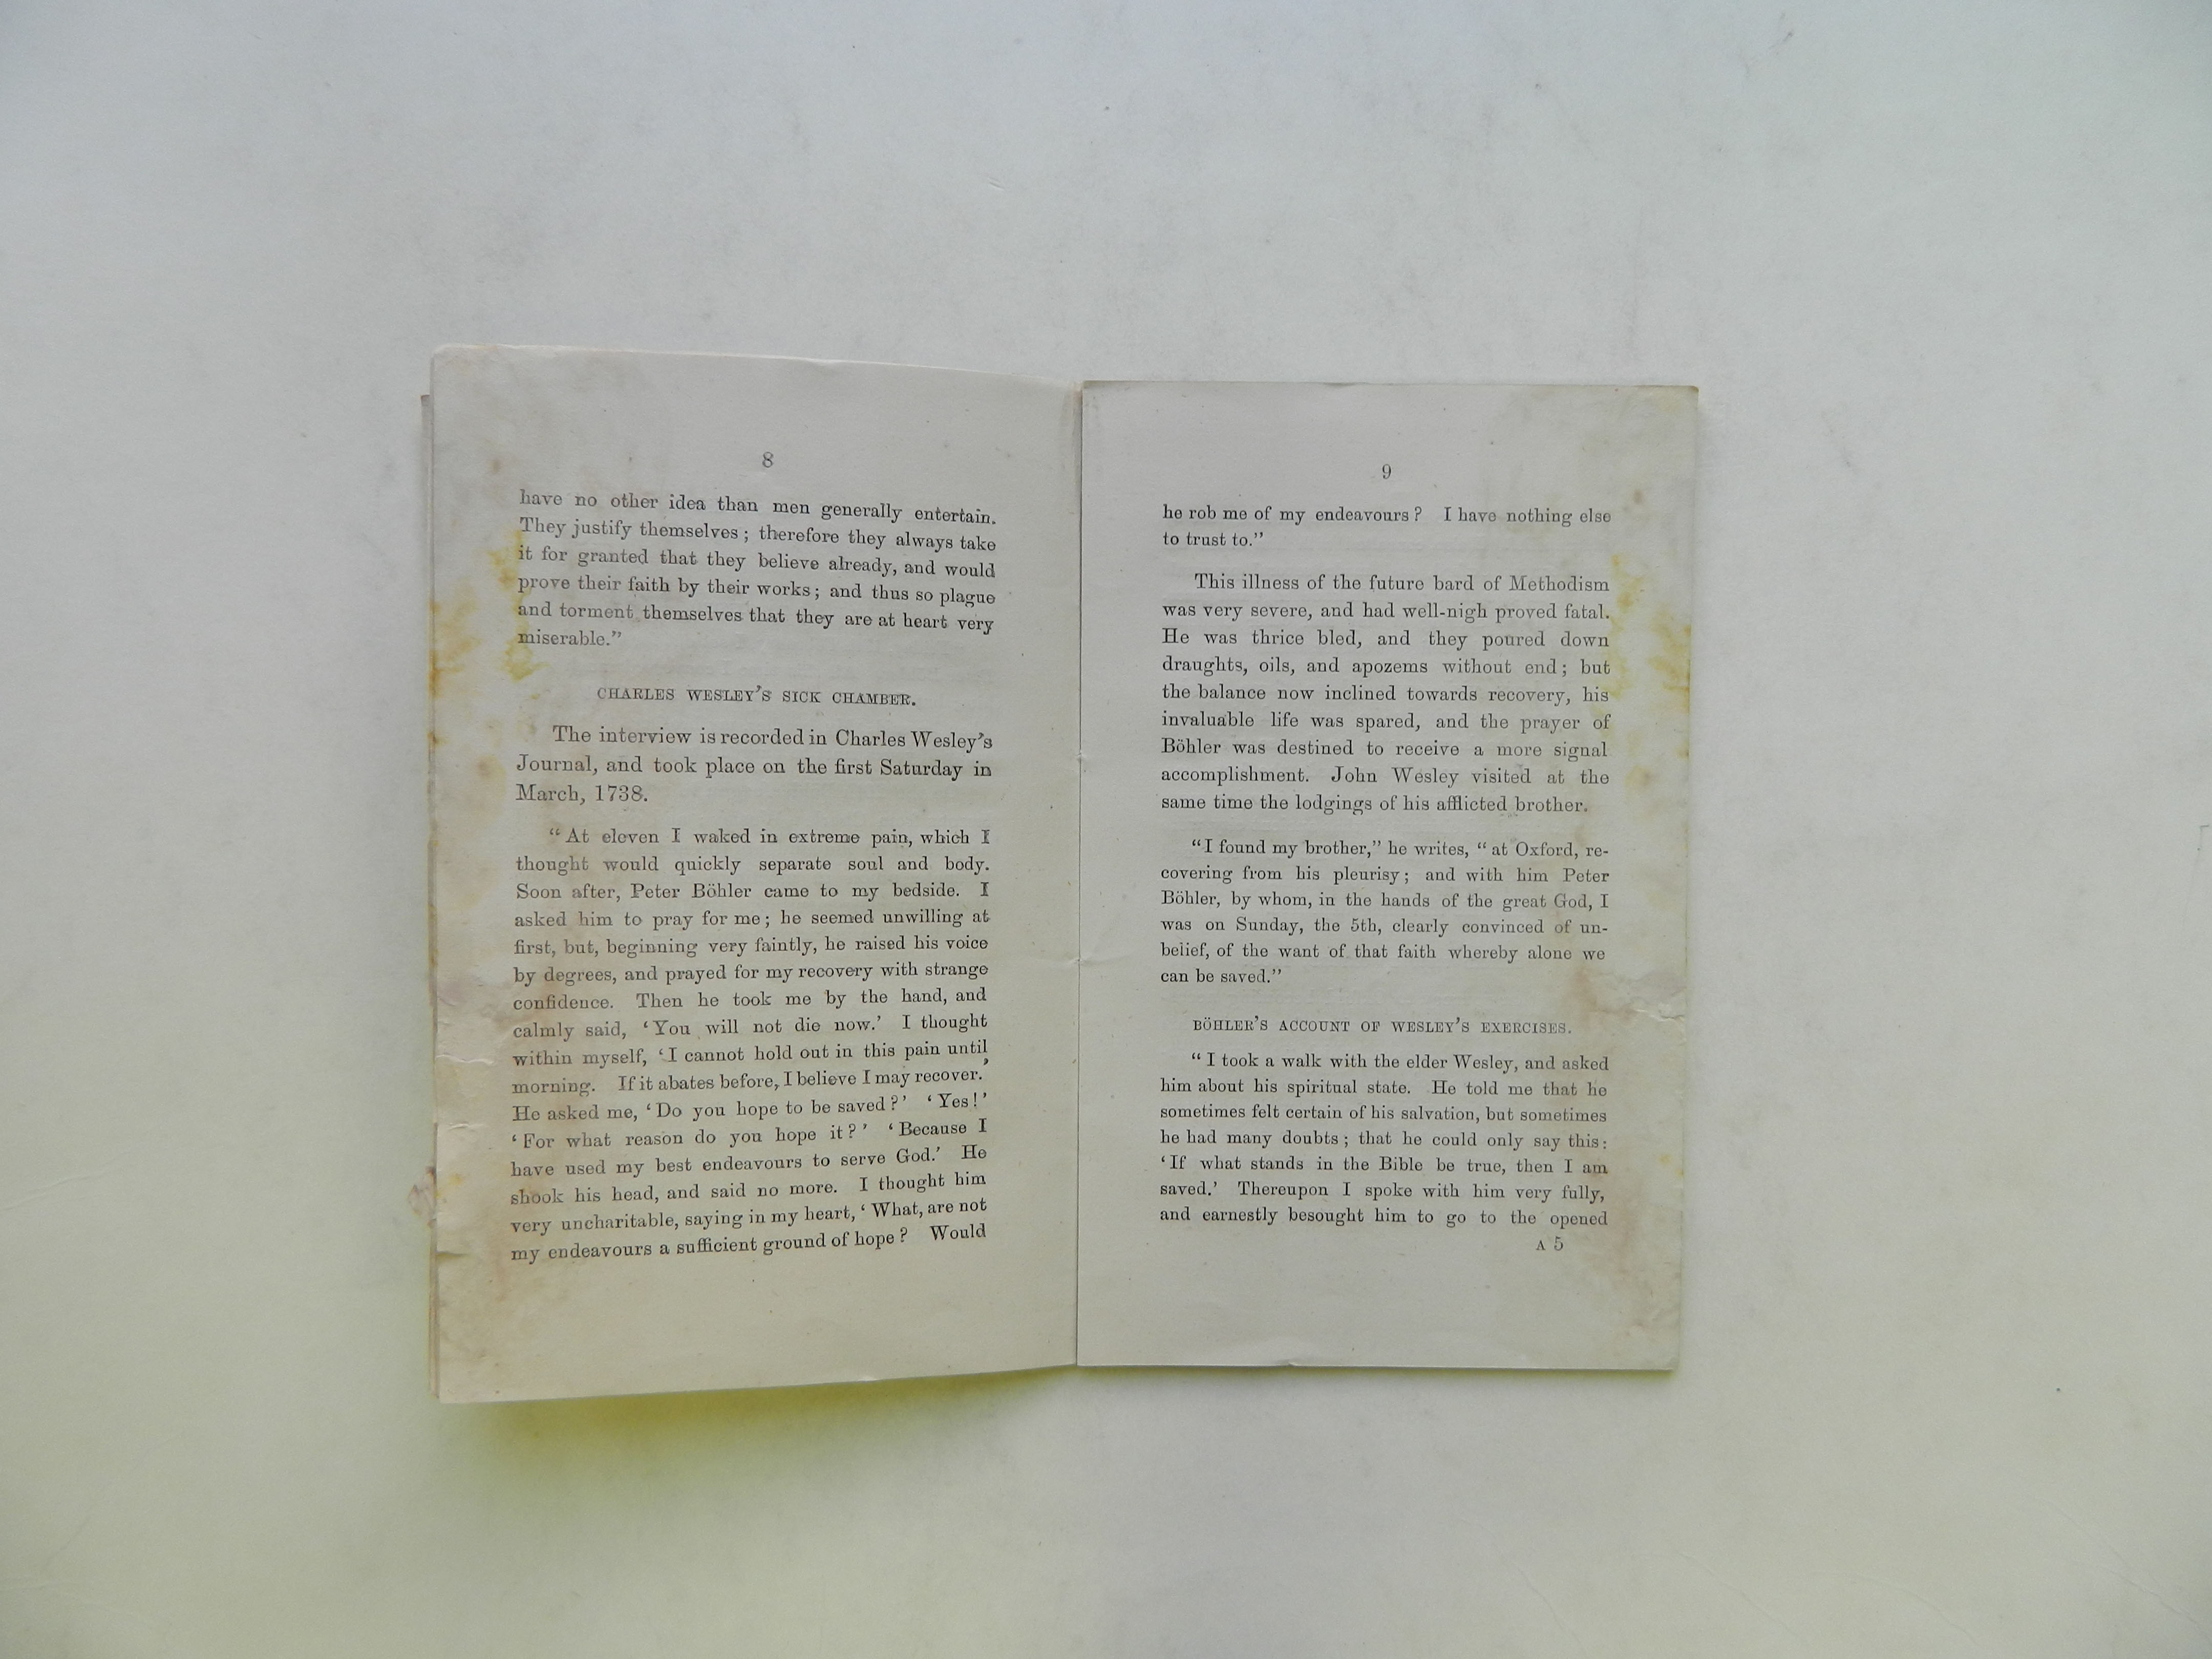 8
have no other idea than men generally entertain.
They justify themselves; therefore they always take
it for granted that they believe already, and would
prove their faith by their works; and thus so plague
and torment themselves that they are at heart very
miserable.”
CHARLES WESLEY’S SICK CHAMBER.
The interview is recorded in Charles Wesley’s
Journal, and took place on the first Saturday in
March, 1738.
“At eleven I waked in extreme pain, which I
thought would quickly separate soul and body.
Soon after, Peter Böhler came to my bedside. I
asked him to pray for me; he seemed unwilling at
first, but, beginning very faintly, he raised his voice
by degrees, and prayed for my recovery with strange
confidence. Then he took me by the hand, and
calmly said, ‘You will not die now.’ I thought
within myself, ‘I cannot hold out in this pain until
morning. If it abates before, I believe I may recover.’
He asked me, ‘Do you hope to be saved?’ ‘Yes!’
‘For what reason do you hope it?’ ‘Because I
have used my best endeavours to serve God.’ He
shook his head, and said no more. I thought him
very uncharitable, saying in my heart, ‘What, are not
my endeavours a sufficient ground of hope? Would
9
he rob me of my endeavours? I have nothing else
to trust to.”
This illness of the future bard of Methodism
was very severe, and had well-nigh proved fatal.
He was thrice bled, and they poured down
draughts, oils, and apozems without end; but
the balance now inclined towards recovery, his
invaluable life was spared, and the prayer of
Böhler was destined to receive a more signal
accomplishment. John Wesley visited at the
same time the lodgings of his afflicted brother.
“I found my brother,” he writes, “at Oxford, re-
covering from his pleurisy; and with him Peter
Böhler, by whom, in the hands of the great God, I
was on Sunday, the 5th, clearly convinced of un-
belief, of the want of that faith whereby alone we
can be saved.”
BÖHLER’S ACCOUNT OF WESLEY’S EXERCISES.
“I took a walk with the elder Wesley, and asked
him about his spiritual state. He told me that he
sometimes felt certain of his salvation, but sometimes
he had many doubts; that he could only say this:
‘If what stands in the Bible be true, then I am
saved.’ Thereupon I spoke with him very fully,
and earnestly besought him to go to the opened
A 5